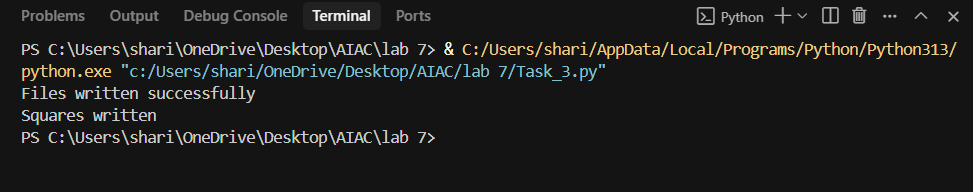 Problems Output Debug Console Terminal Ports Python
PS C:\Users\shari\OneDrive\Desktop\AIAC\lab 7> & C:/Users/shari/AppData/Local/Programs/Python/Python313/
python.exe "c:/Users/shari/OneDrive/Desktop/AIAC/lab 7/Task_3.py"
Files written successfully
Squares written
PS C:\Users\shari\OneDrive\Desktop\AIAC\lab 7>